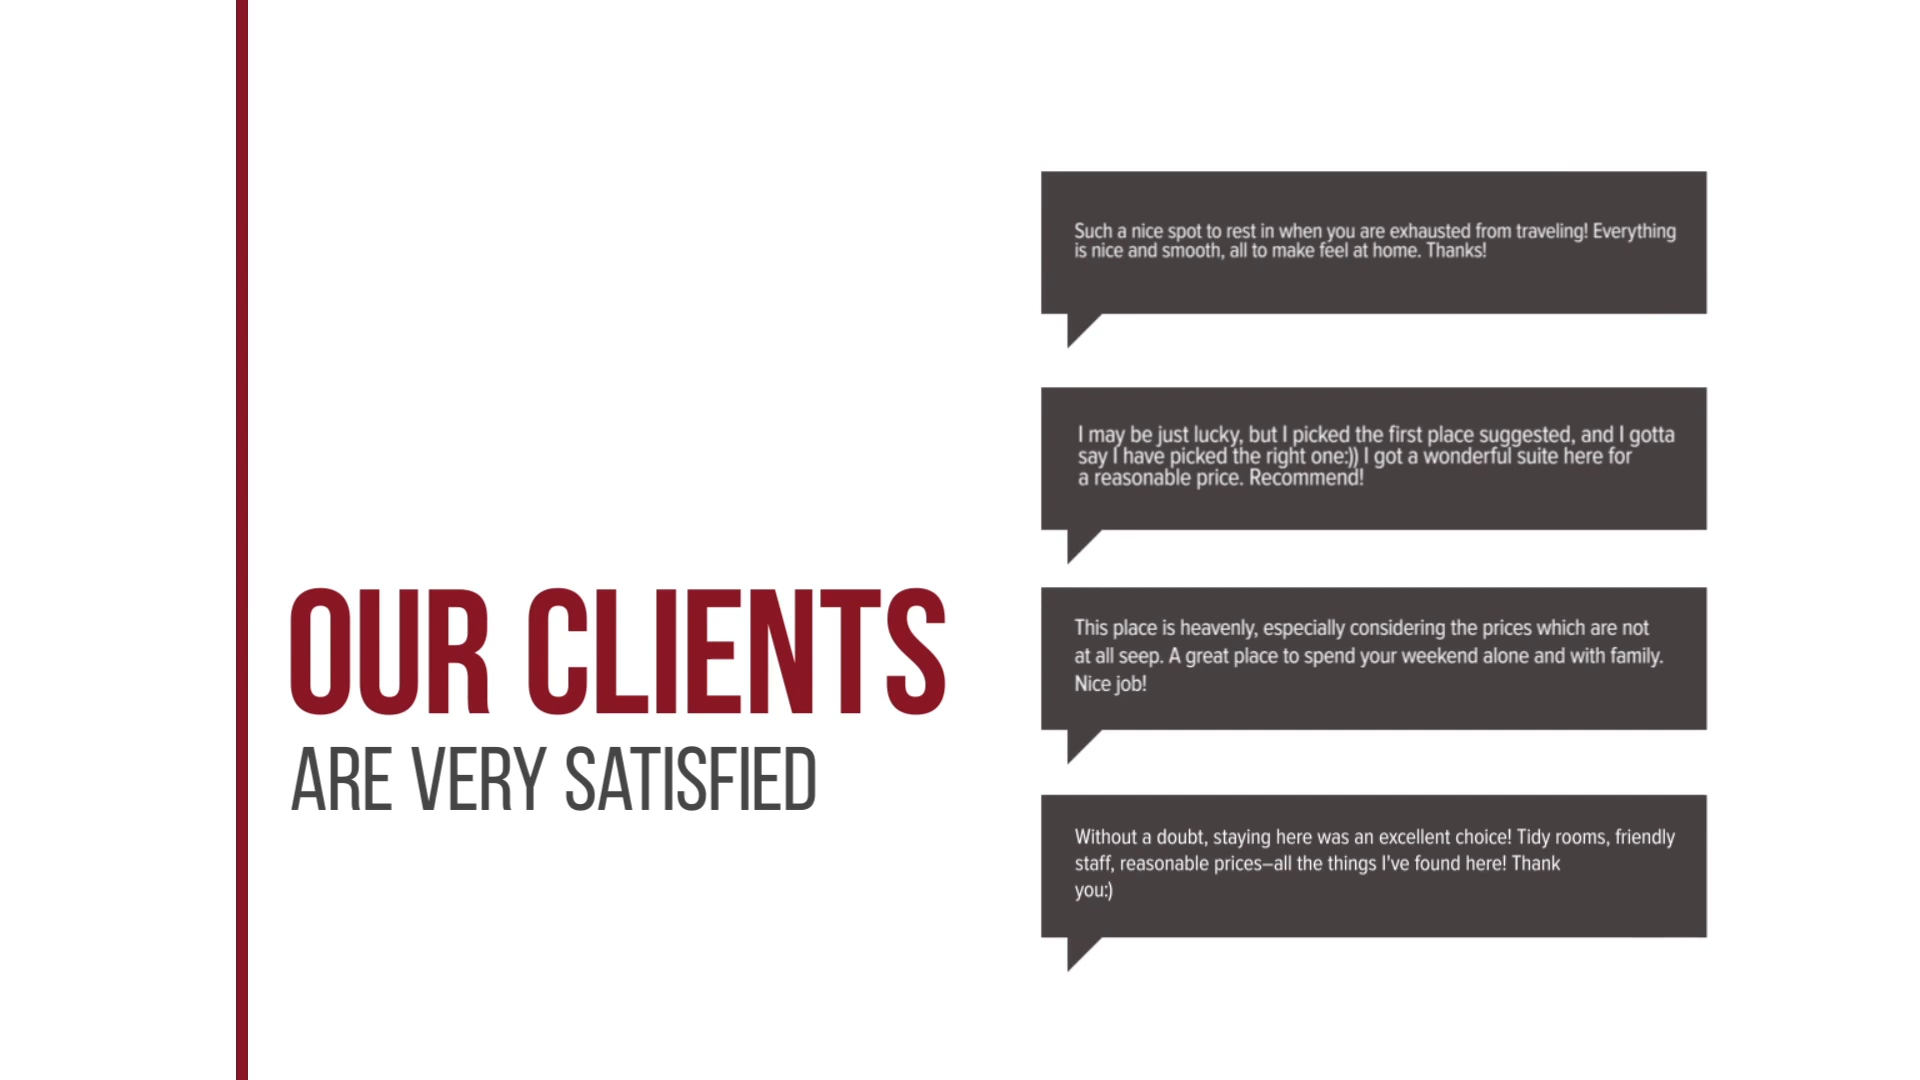 OUR CLIENTS
ARE VERY SATISFIED
Such a nice spot to rest in when you are exhausted from traveling! Everything
is nice and smooth, all to make feel at home. Thanks!
I may be just lucky, but I picked the first place suggested, and I gotta
say I have picked the right one:)) I got a wonderful suite here for
a reasonable price. Recommend!
This place is heavenly, especially considering the prices which are not
at all seep. A great place to spend your weekend alone and with family.
Nice job!
Without a doubt, staying here was an excellent choice! Tidy rooms, friendly
staff, reasonable prices–all the things I've found here! Thank
you:)